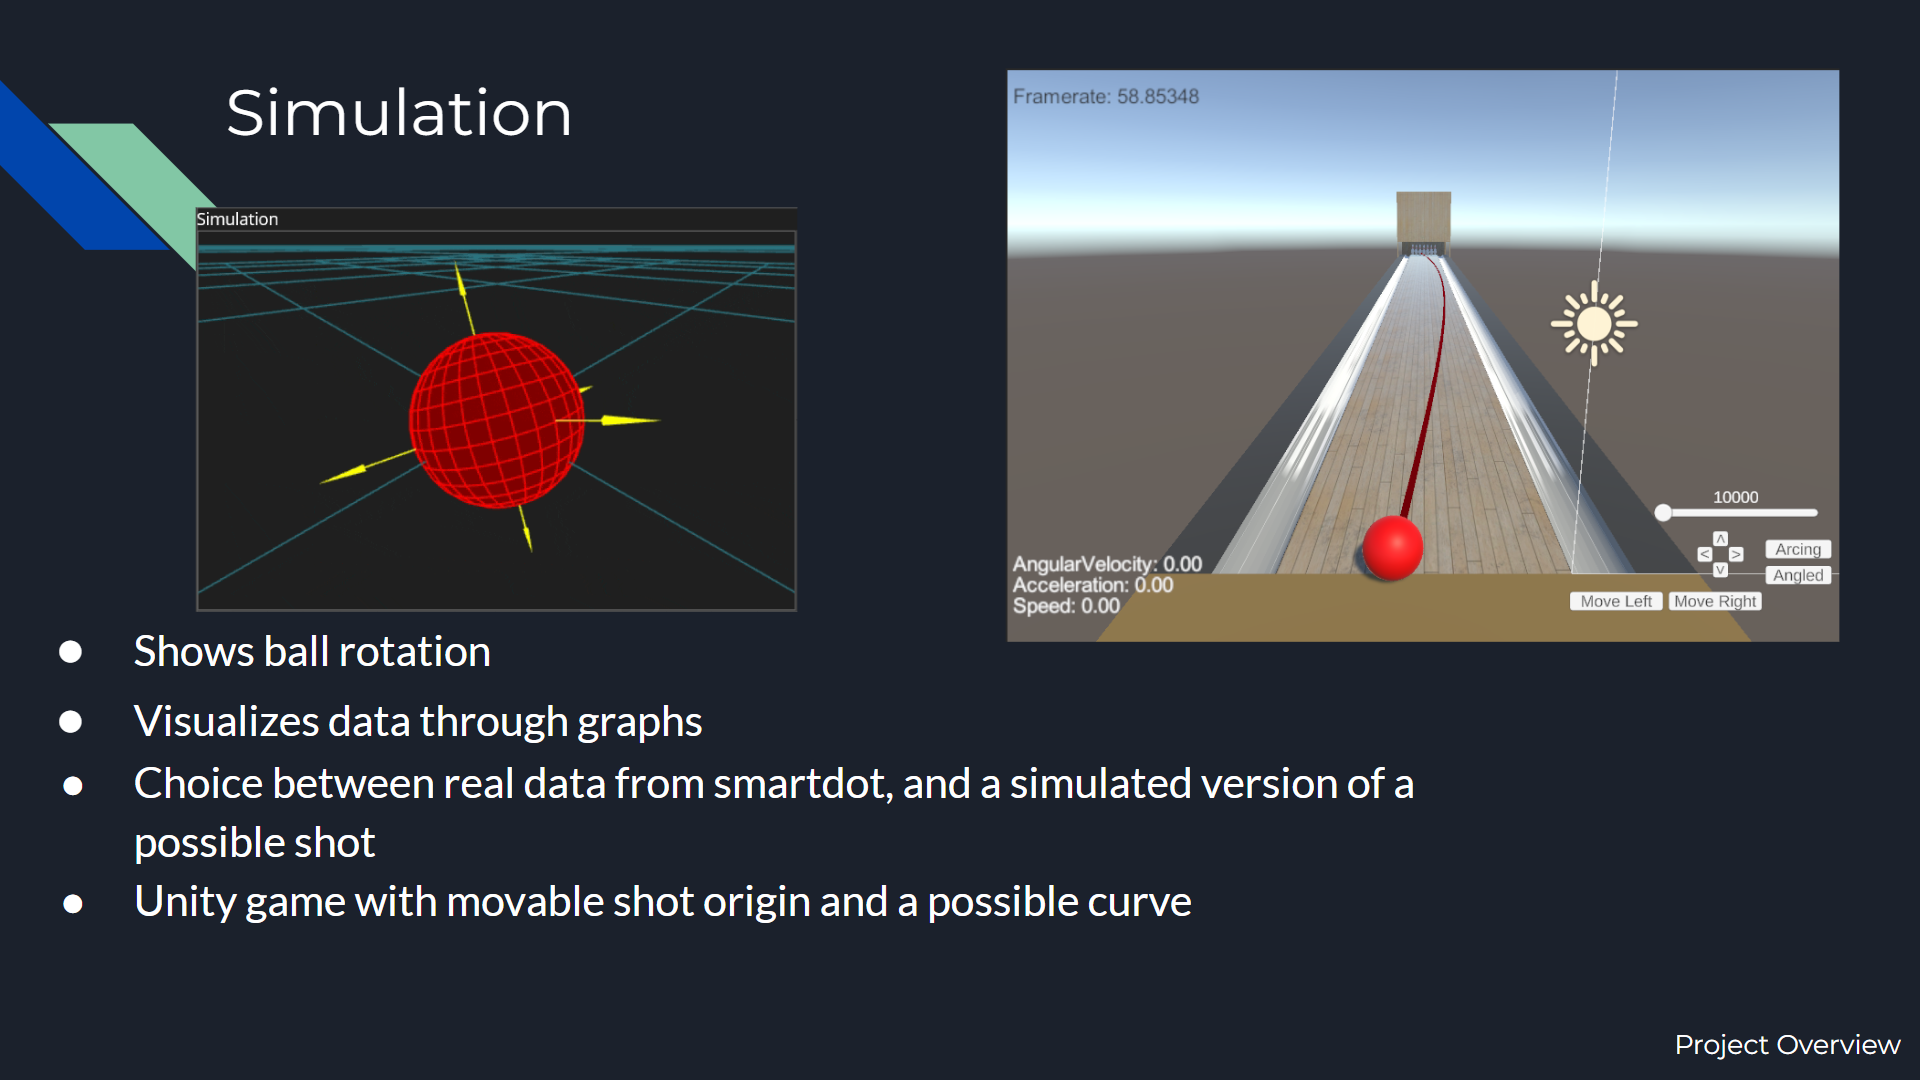 Simulation
Simulation
Framerate: 58.85348
10000
^
< >
v
Arcing
Angled
Move Left Move Right
AngularVelocity: 0.00
Acceleration: 0.00
Speed: 0.00
● Shows ball rotation
● Visualizes data through graphs
● Choice between real data from smartdot, and a simulated version of a
possible shot
● Unity game with movable shot origin and a possible curve
Project Overview